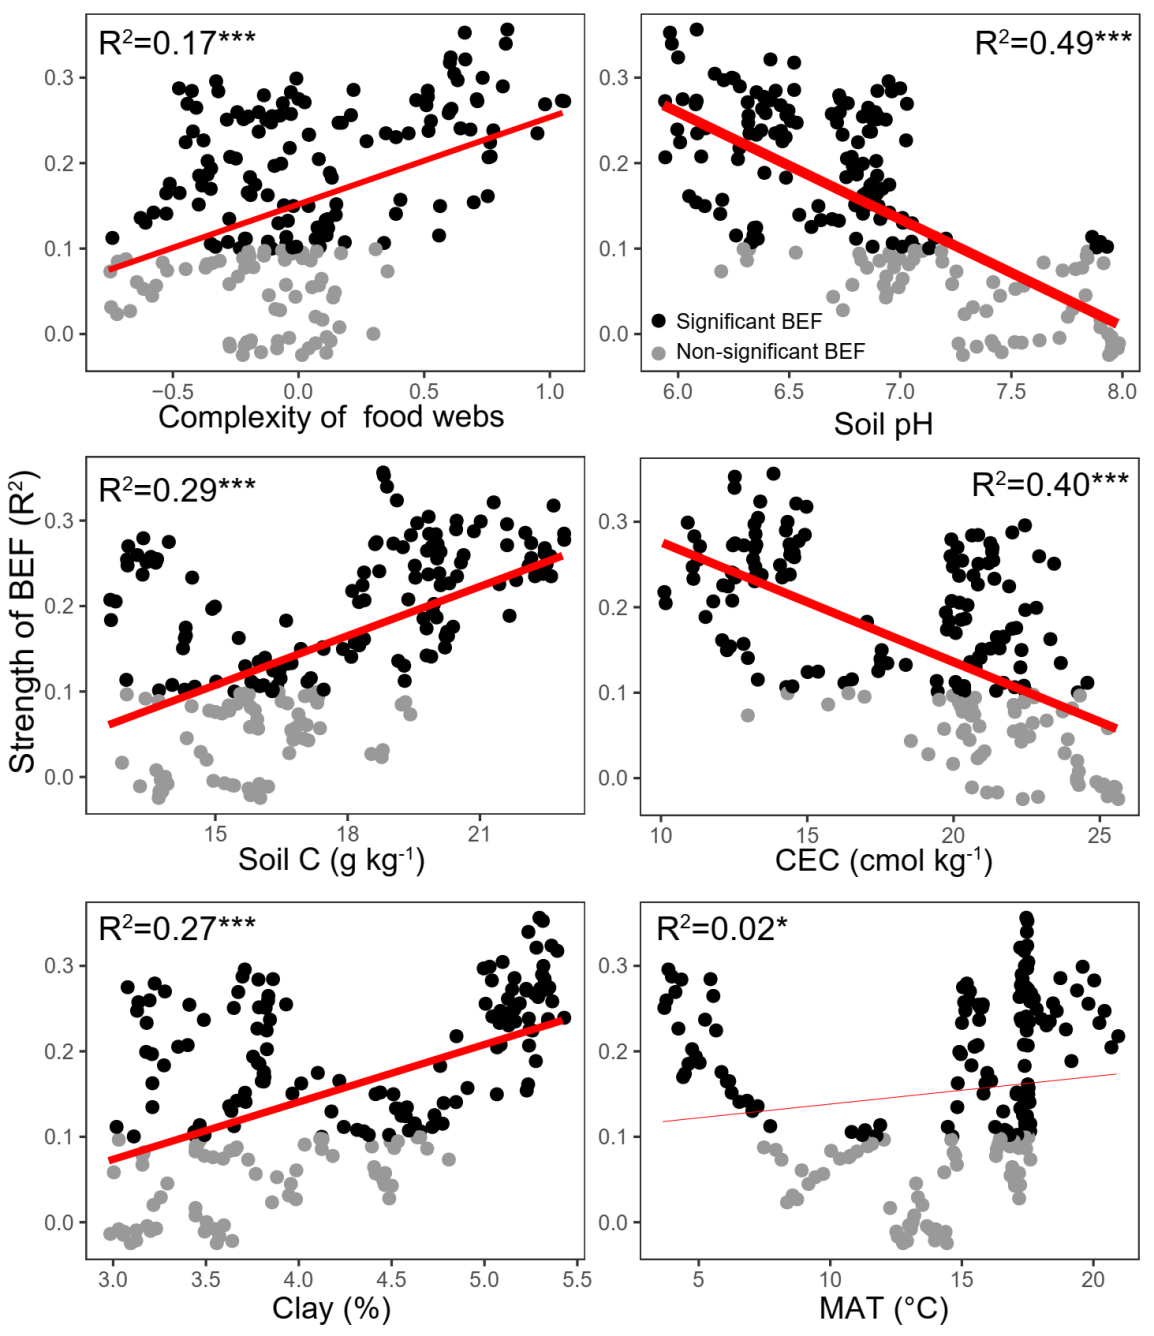 R²=0.17***
0.3
0.2
0.1
0.0
−0.5 0.0 0.5 1.0
Complexity of food webs
R²=0.49***
0.3
0.2
0.1
0.0
Significant BEF
Non-significant BEF
6.0 6.5 7.0 7.5 8.0
Soil pH
Strength of BEF (R²)
R²=0.29***
0.3
0.2
0.1
0.0
15 18 21
Soil C (g kg⁻¹)
R²=0.40***
0.3
0.2
0.1
0.0
10 15 20 25
CEC (cmol kg⁻¹)
R²=0.27***
0.3
0.2
0.1
0.0
3.0 3.5 4.0 4.5 5.0 5.5
Clay (%)
R²=0.02*
0.3
0.2
0.1
0.0
5 10 15 20
MAT (°C)